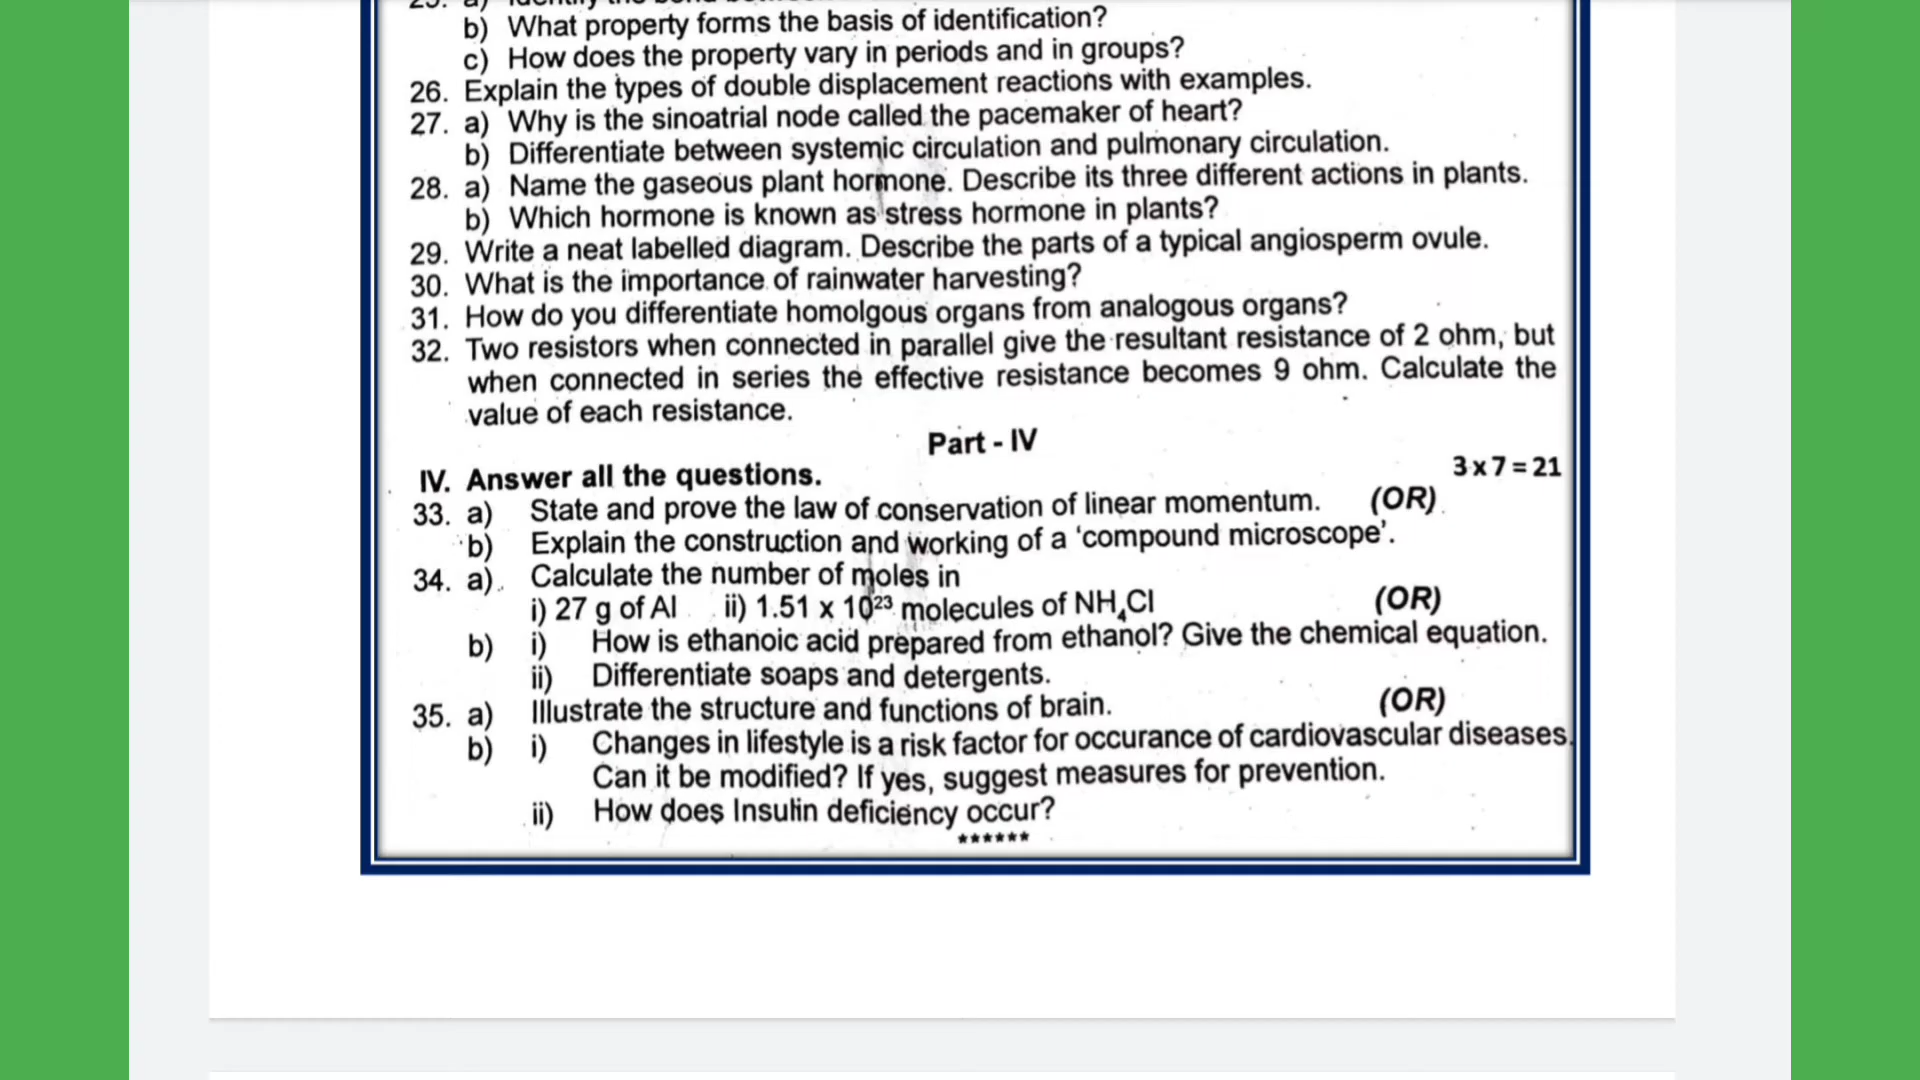 b) What property forms the basis of identification?
c) How does the property vary in periods and in groups?
26. Explain the types of double displacement reactions with examples.
27. a) Why is the sinoatrial node called the pacemaker of heart?
b) Differentiate between systemic circulation and pulmonary circulation.
28. a) Name the gaseous plant hormone. Describe its three different actions in plants.
b) Which hormone is known as stress hormone in plants?
29. Write a neat labelled diagram. Describe the parts of a typical angiosperm ovule.
30. What is the importance of rainwater harvesting?
31. How do you differentiate homolgous organs from analogous organs?
32. Two resistors when connected in parallel give the resultant resistance of 2 ohm, but
when connected in series the effective resistance becomes 9 ohm. Calculate the
value of each resistance.
Part - IV
IV. Answer all the questions. 3 x 7 = 21
33. a) State and prove the law of conservation of linear momentum. (OR)
b) Explain the construction and working of a ‘compound microscope’.
34. a) Calculate the number of moles in
i) 27 g of Al ii) 1.51 x 10²³ molecules of NH₄Cl (OR)
b) i) How is ethanoic acid prepared from ethanol? Give the chemical equation.
ii) Differentiate soaps and detergents.
35. a) Illustrate the structure and functions of brain. (OR)
b) i) Changes in lifestyle is a risk factor for occurance of cardiovascular diseases.
Can it be modified? If yes, suggest measures for prevention.
ii) How does Insulin deficiency occur?
******